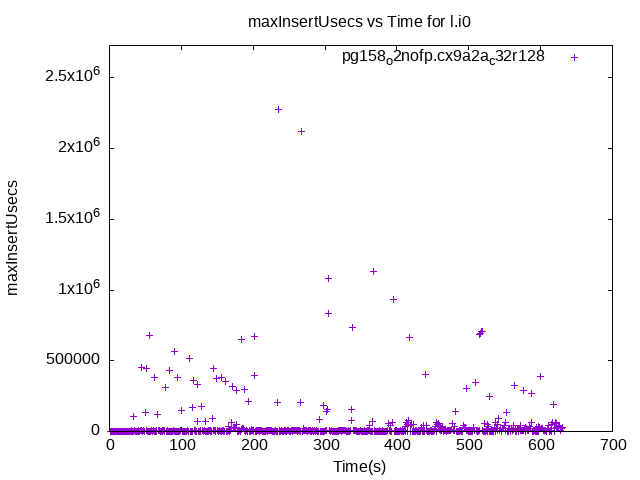 maxInsertUsecs vs Time for l.i0
pg158o2nofp.cx9a2ac32r128
2.5x10^6
2x10^6
1.5x10^6
1x10^6
500000
0
maxInsertUsecs
0 100 200 300 400 500 600 700
Time(s)